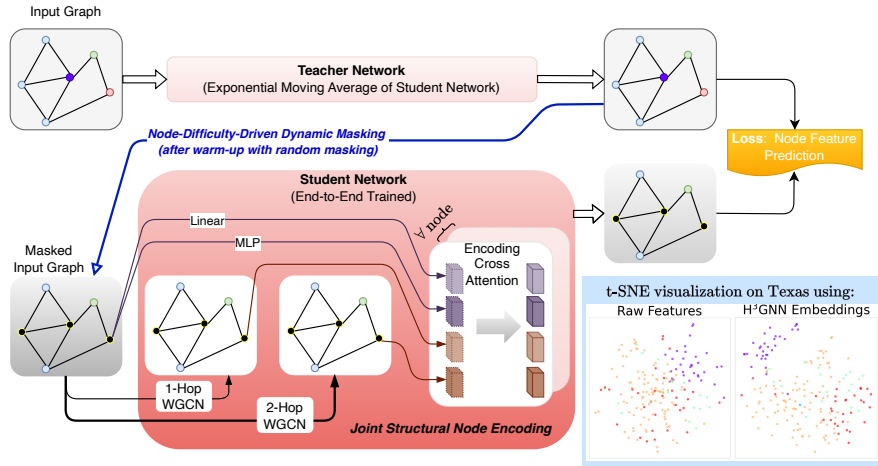 Input Graph
Teacher Network
(Exponential Moving Average of Student Network)
Node-Difficulty-Driven Dynamic Masking
(after warm-up with random masking)
Loss: Node Feature
Prediction
Student Network
(End-to-End Trained)
∀ node
Linear
MLP
Masked
Input Graph
Encoding
Cross
Attention
1-Hop
WGCN
2-Hop
WGCN
Joint Structural Node Encoding
t-SNE visualization on Texas using:
Raw Features
H³GNN Embeddings